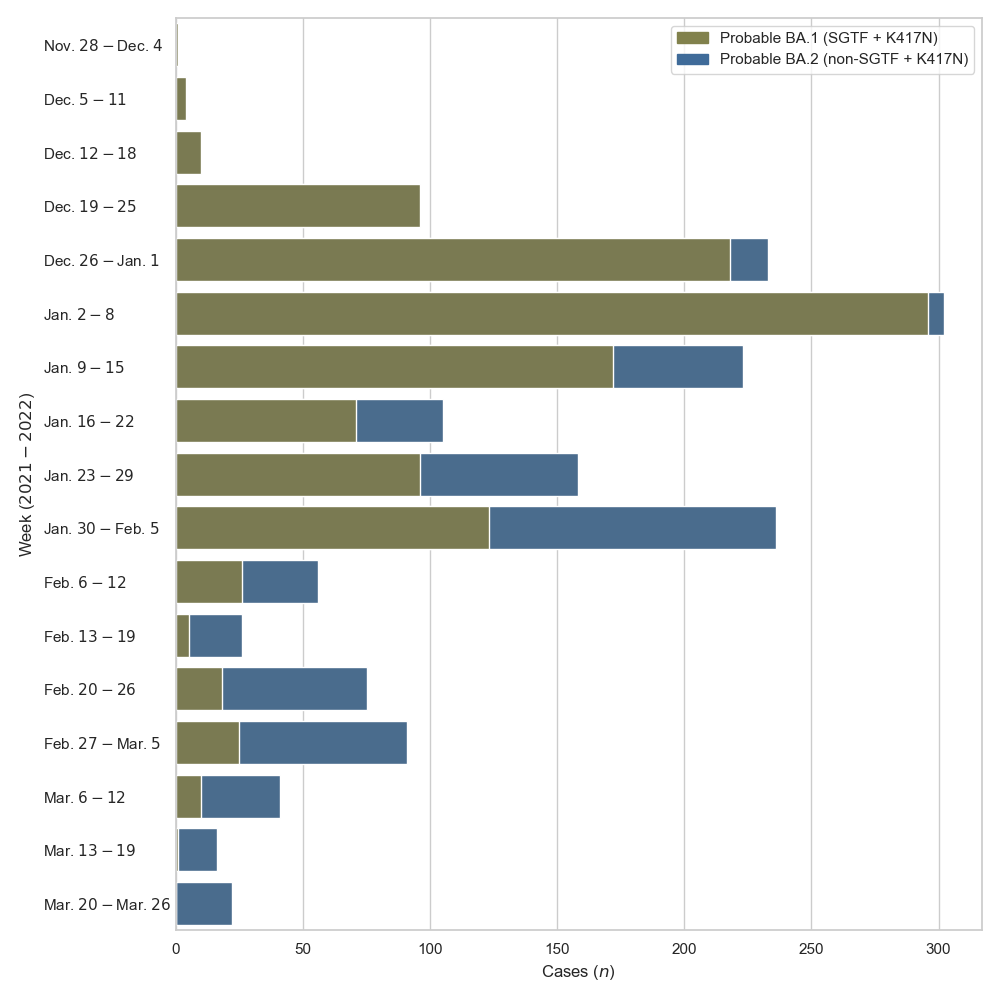 Probable BA.1 (SGTF + K417N)
Probable BA.2 (non-SGTF + K417N)
Week (2021 − 2022)
Nov. 28 − Dec. 4
Dec. 5 − 11
Dec. 12 − 18
Dec. 19 − 25
Dec. 26 − Jan. 1
Jan. 2 − 8
Jan. 9 − 15
Jan. 16 − 22
Jan. 23 − 29
Jan. 30 − Feb. 5
Feb. 6 − 12
Feb. 13 − 19
Feb. 20 − 26
Feb. 27 − Mar. 5
Mar. 6 − 12
Mar. 13 − 19
Mar. 20 − Mar. 26
0 50 100 150 200 250 300
Cases (n)